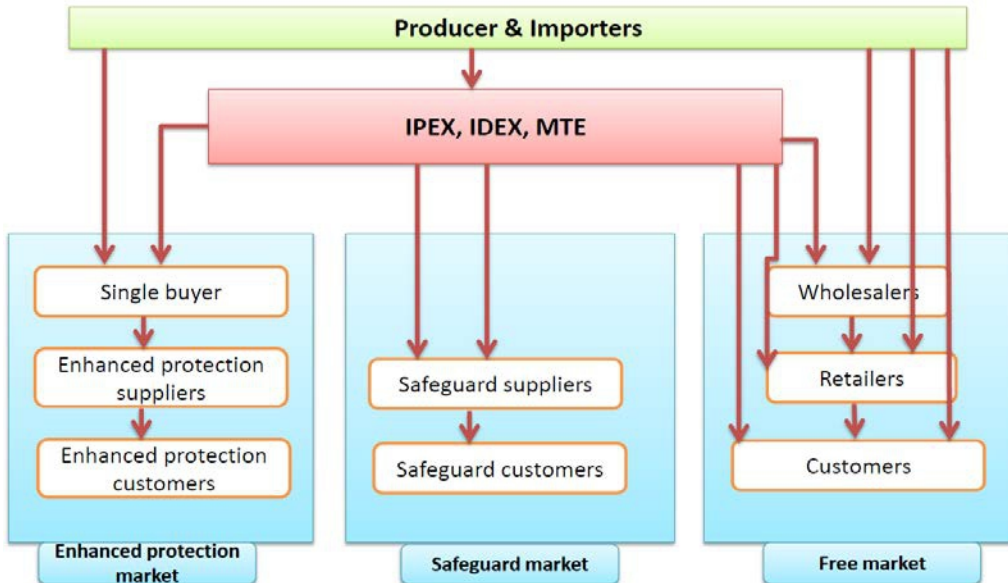 Producer & Importers
IPEX, IDEX, MTE
Single buyer
Enhanced protection
suppliers
Enhanced protection
customers
Enhanced protection
market
Safeguard suppliers
Safeguard customers
Safeguard market
Wholesalers
Retailers
Customers
Free market